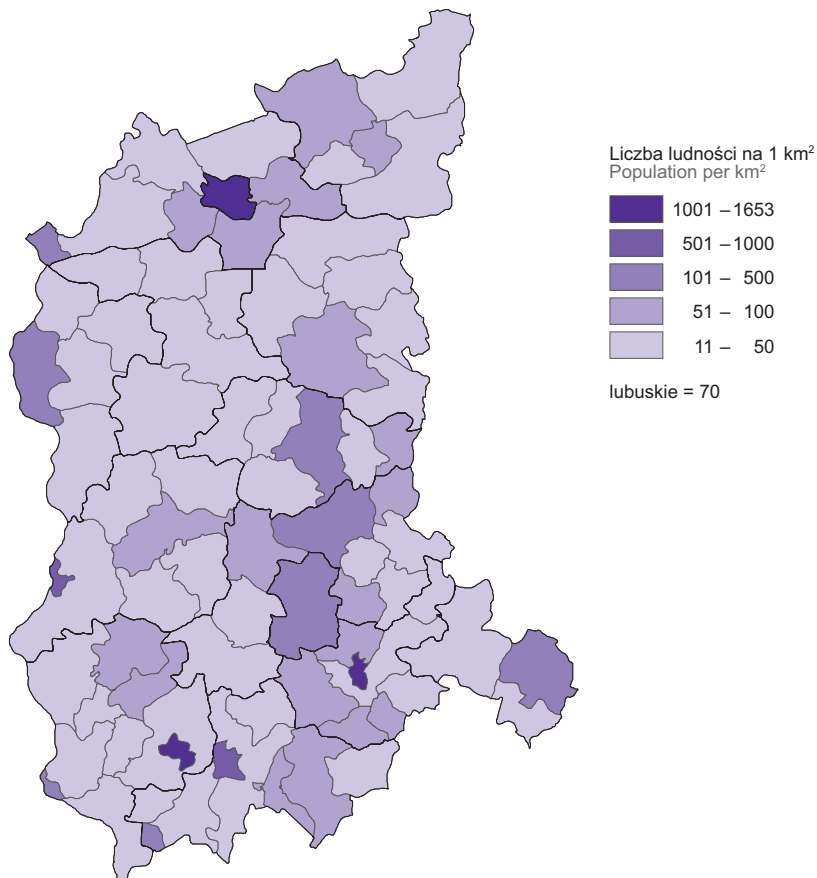 Liczba ludności na 1 km²
Population per km²
1001 – 1653
501 – 1000
101 – 500
51 – 100
11 – 50
lubuskie = 70